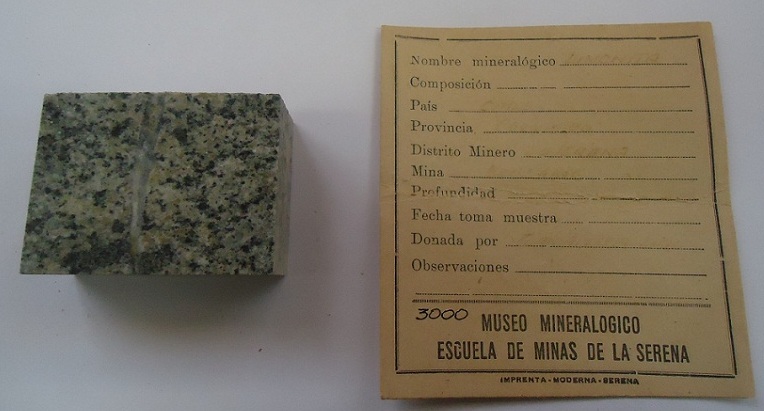 Nombre mineralógico
Composición
País
Provincia
Distrito Minero
Mina
Profundidad
Fecha toma muestra
Donada por
Observaciones
3000 MUSEO MINERALOGICO
ESCUELA DE MINAS DE LA SERENA
IMPRENTA - MODERNA - SERENA